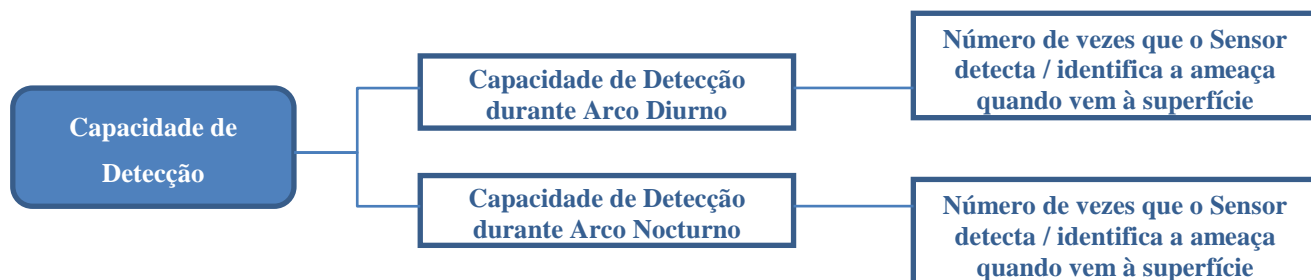 Capacidade de
Detecção
Capacidade de Detecção
durante Arco Diurno
Número de vezes que o Sensor
detecta / identifica a ameaça
quando vem à superfície
Capacidade de Detecção
durante Arco Nocturno
Número de vezes que o Sensor
detecta / identifica a ameaça
quando vem à superfície